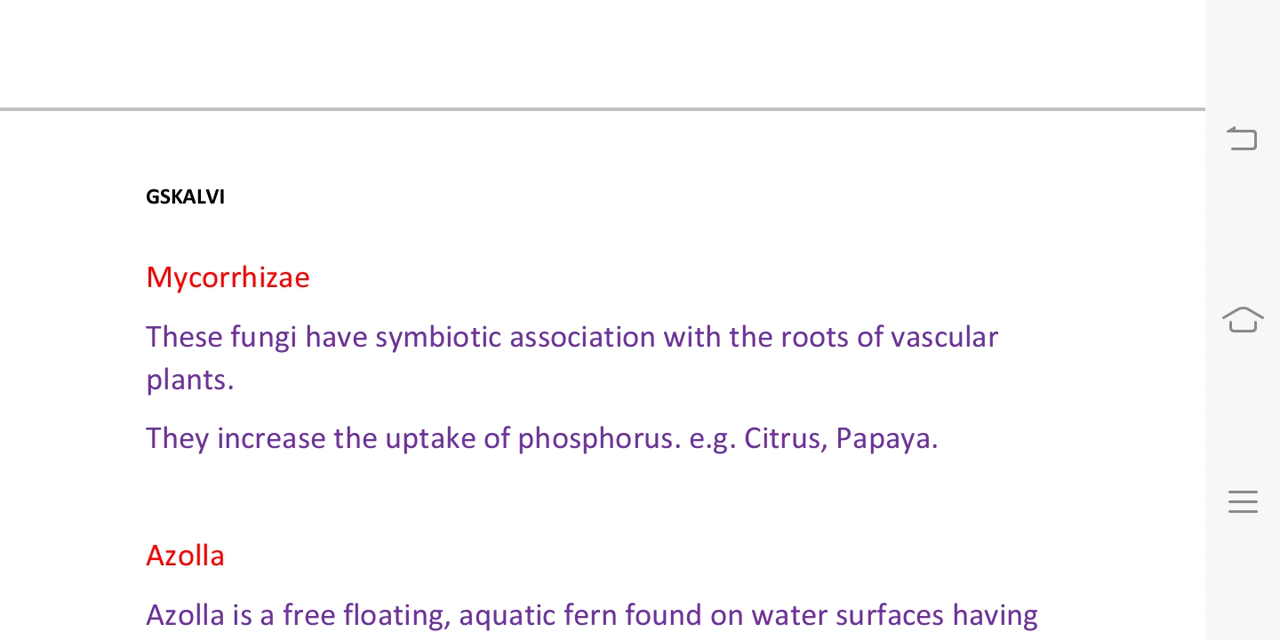 GSKALVI
Mycorrhizae
These fungi have symbiotic association with the roots of vascular
plants.
They increase the uptake of phosphorus. e.g. Citrus, Papaya.
Azolla
Azolla is a free floating, aquatic fern found on water surfaces having